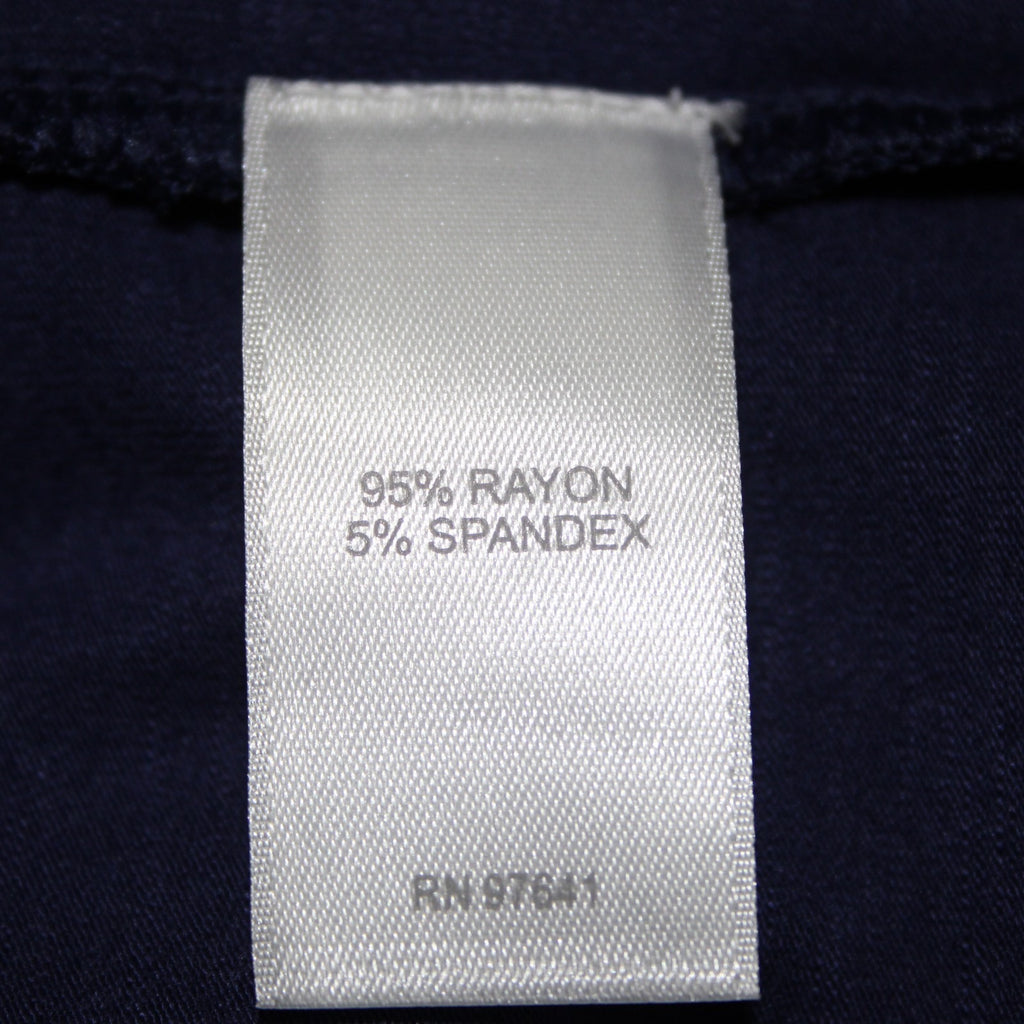 95% RAYON
5% SPANDEX
RN 97641